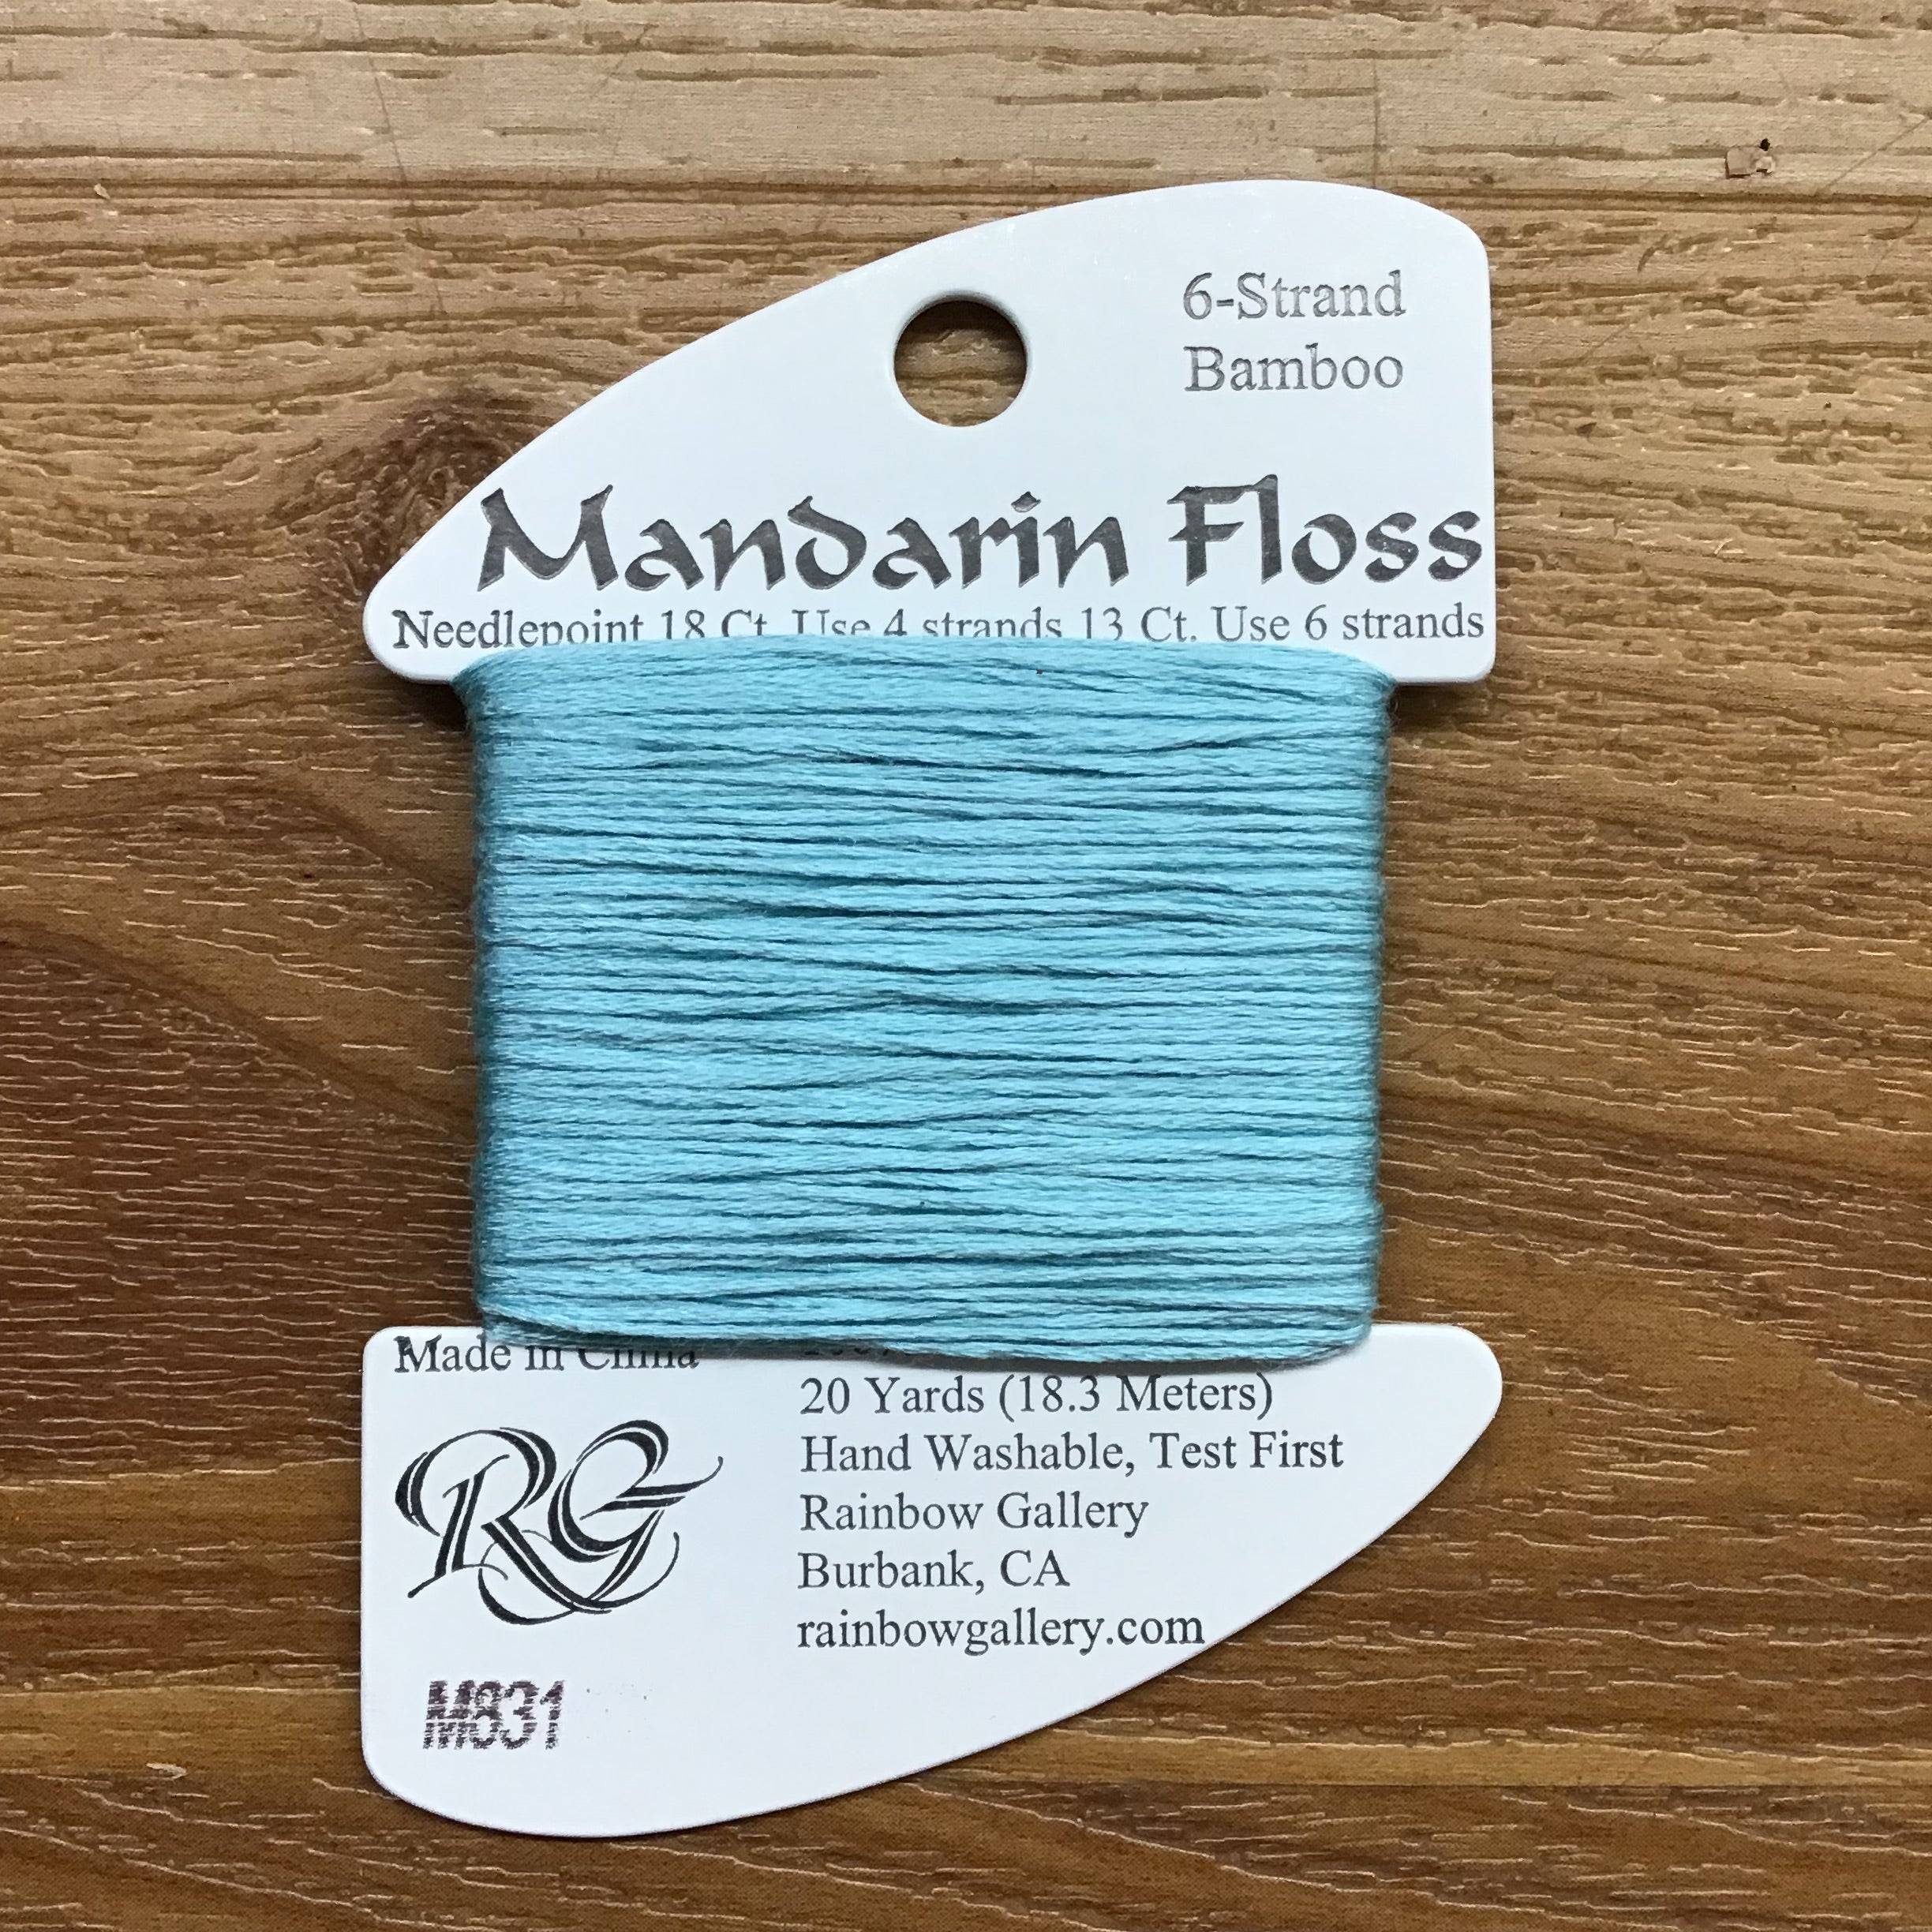 6-Strand
Bamboo
Mandarin Floss
Needlepoint 18 Ct. Use 4 strands 13 Ct. Use 6 strands
Made in China
20 Yards (18.3 Meters)
Hand Washable, Test First
Rainbow Gallery
Burbank, CA
rainbowgallery.com
RG
M831